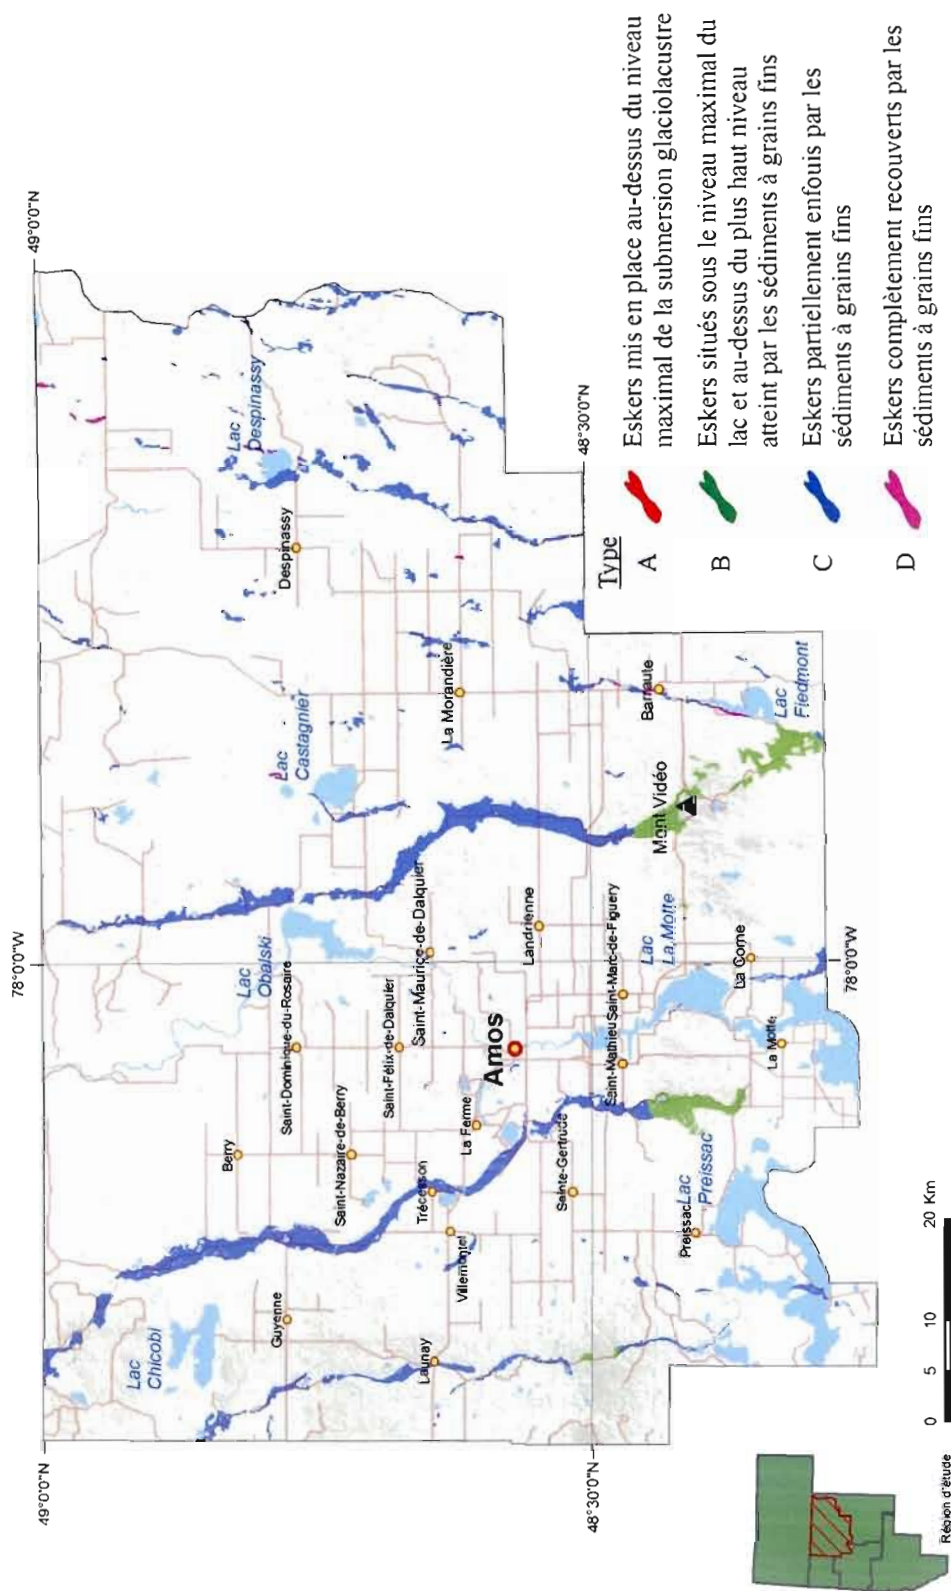 49°0'0"N
78°0'0"W
49°0'0"N
48°30'0"N
48°30'0"N
78°0'0"W
Lac
Chicobi
Guyenne
Launay
Berry
Saint-Nazaire-de-Berry
Trécesson
Villemontel
Saint-Dominique-du-Rosaire
Saint-Félix-de-Dalquier
La Ferme
Amos
Sainte-Gertrude
Preissac
Lac
Preissac
Lac
Obalski
Saint-Maurice-de-Dalquier
Landrienne
Saint-Mathieu
Saint-Marc-de-Figuery
Lac
La Motte
La Corne
La Motte
Lac
Castagnier
La Morandière
Mont Vidéo
Barraute
Lac
Fiedmont
Despinassy
Lac
Despinassy
Type
A
Eskers mis en place au-dessus du niveau
maximal de la submersion glaciolacustre
B
Eskers situés sous le niveau maximal du
lac et au-dessus du plus haut niveau
atteint par les sédiments à grains fins
C
Eskers partiellement enfouis par les
sédiments à grains fins
D
Eskers complètement recouverts par les
sédiments à grains fins
0 5 10 20 Km
Région d'étude